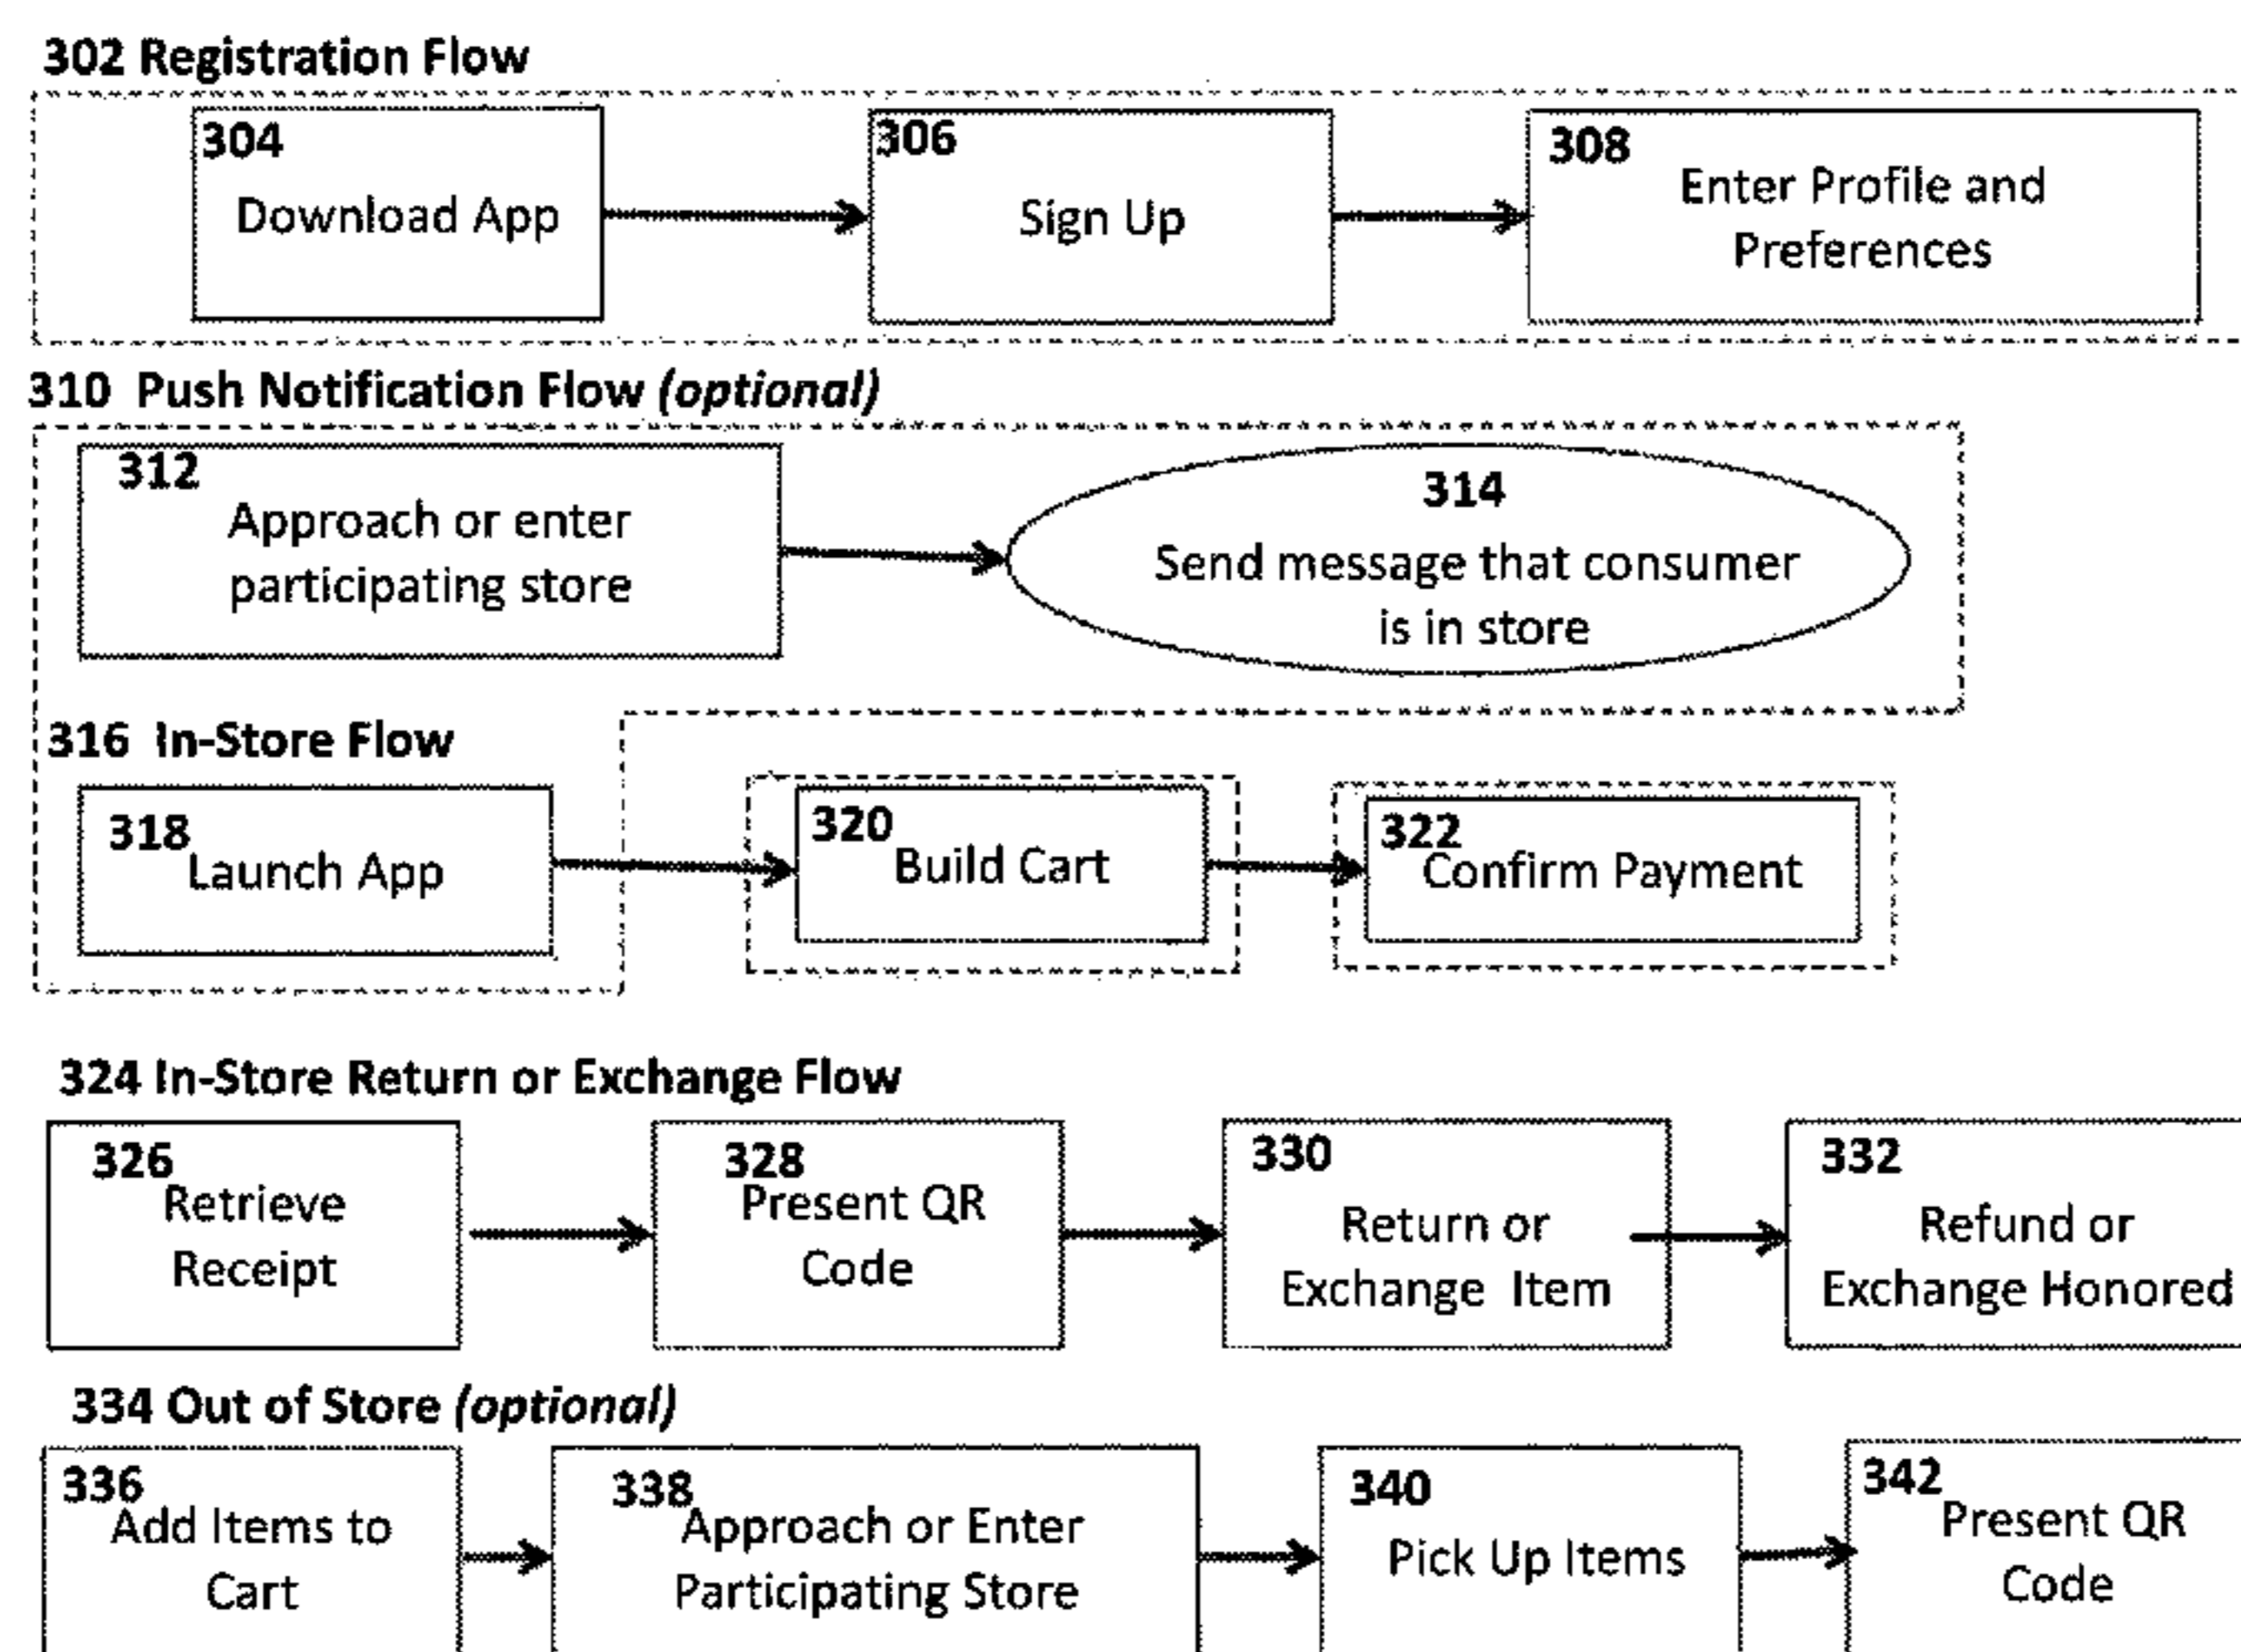 302 Registration Flow
304
Download App
306
Sign Up
308
Enter Profile and
Preferences
310 Push Notification Flow (optional)
312
Approach or enter
participating store
314
Send message that consumer
is in store
316 In-Store Flow
318
Launch App
320
Build Cart
322
Confirm Payment
324 In-Store Return or Exchange Flow
326
Retrieve
Receipt
328
Present QR
Code
330
Return or
Exchange Item
332
Refund or
Exchange Honored
334 Out of Store (optional)
336
Add Items to
Cart
338
Approach or Enter
Participating Store
340
Pick Up Items
342
Present QR
Code